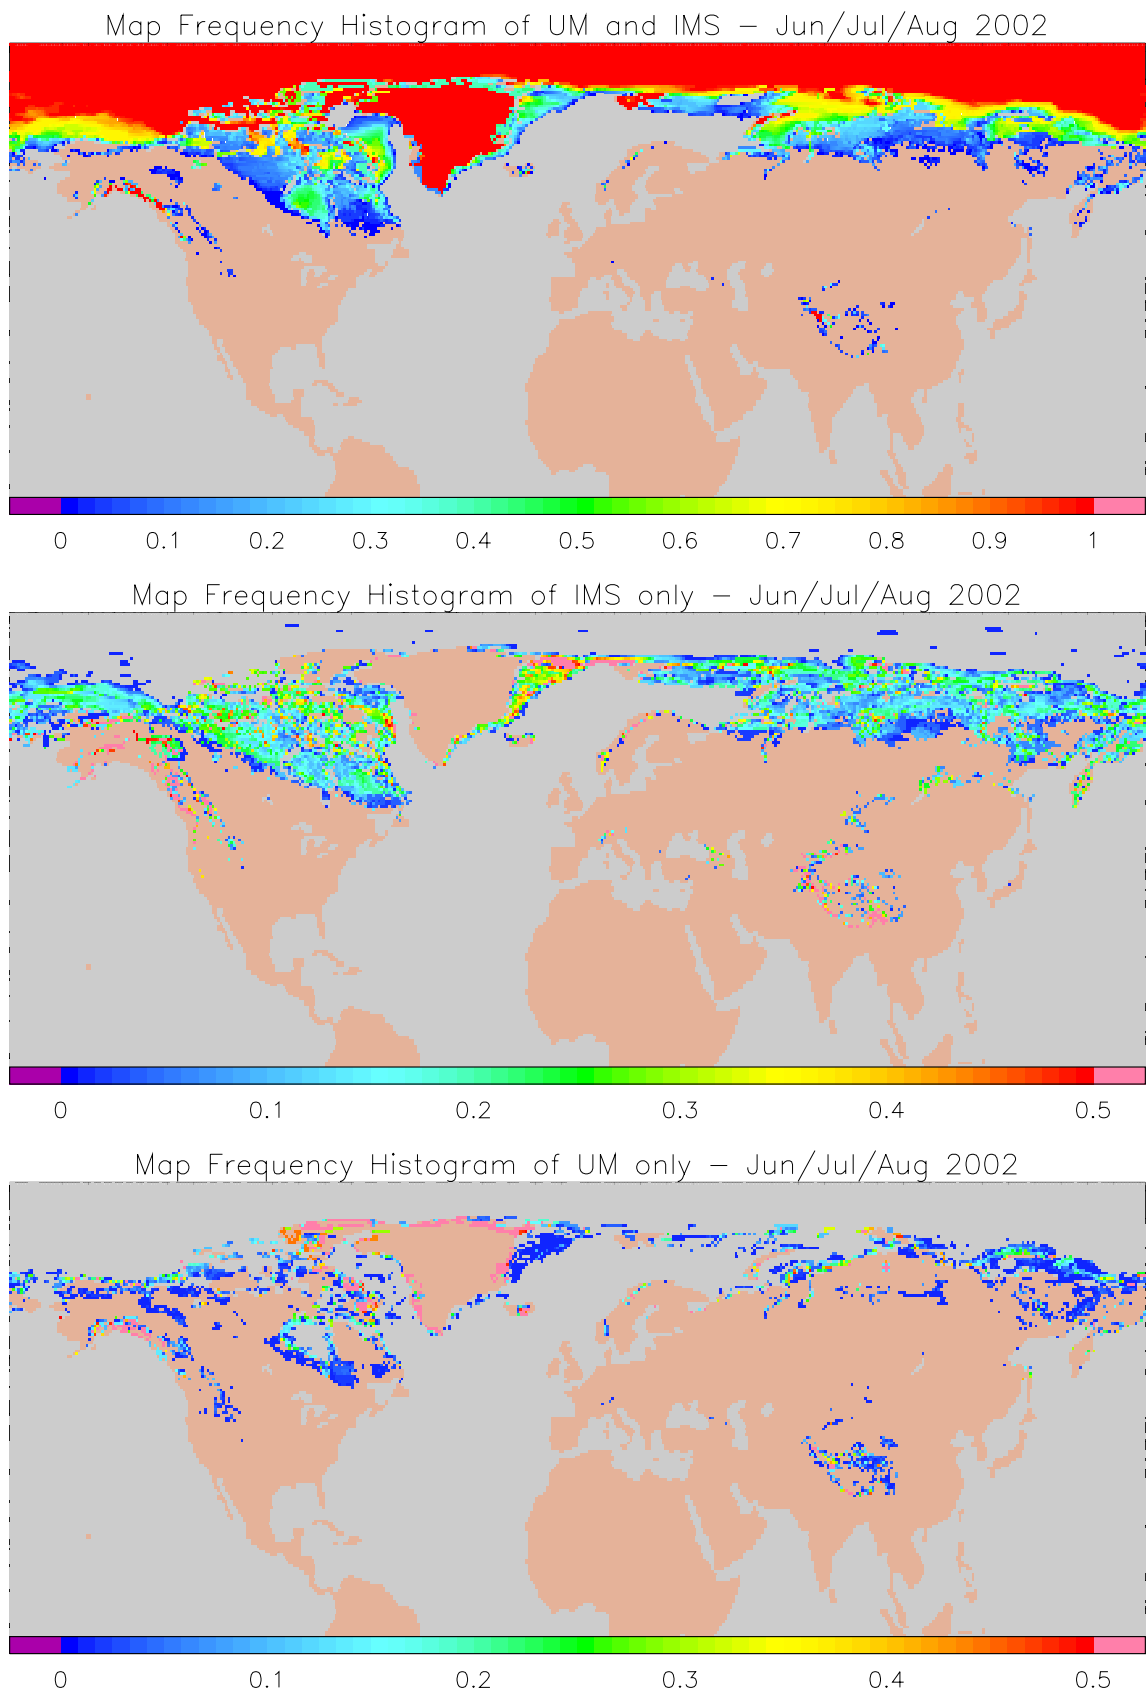 Map Frequency Histogram of UM and IMS – Jun/Jul/Aug 2002
0 0.1 0.2 0.3 0.4 0.5 0.6 0.7 0.8 0.9 1
Map Frequency Histogram of IMS only – Jun/Jul/Aug 2002
0 0.1 0.2 0.3 0.4 0.5
Map Frequency Histogram of UM only – Jun/Jul/Aug 2002
0 0.1 0.2 0.3 0.4 0.5